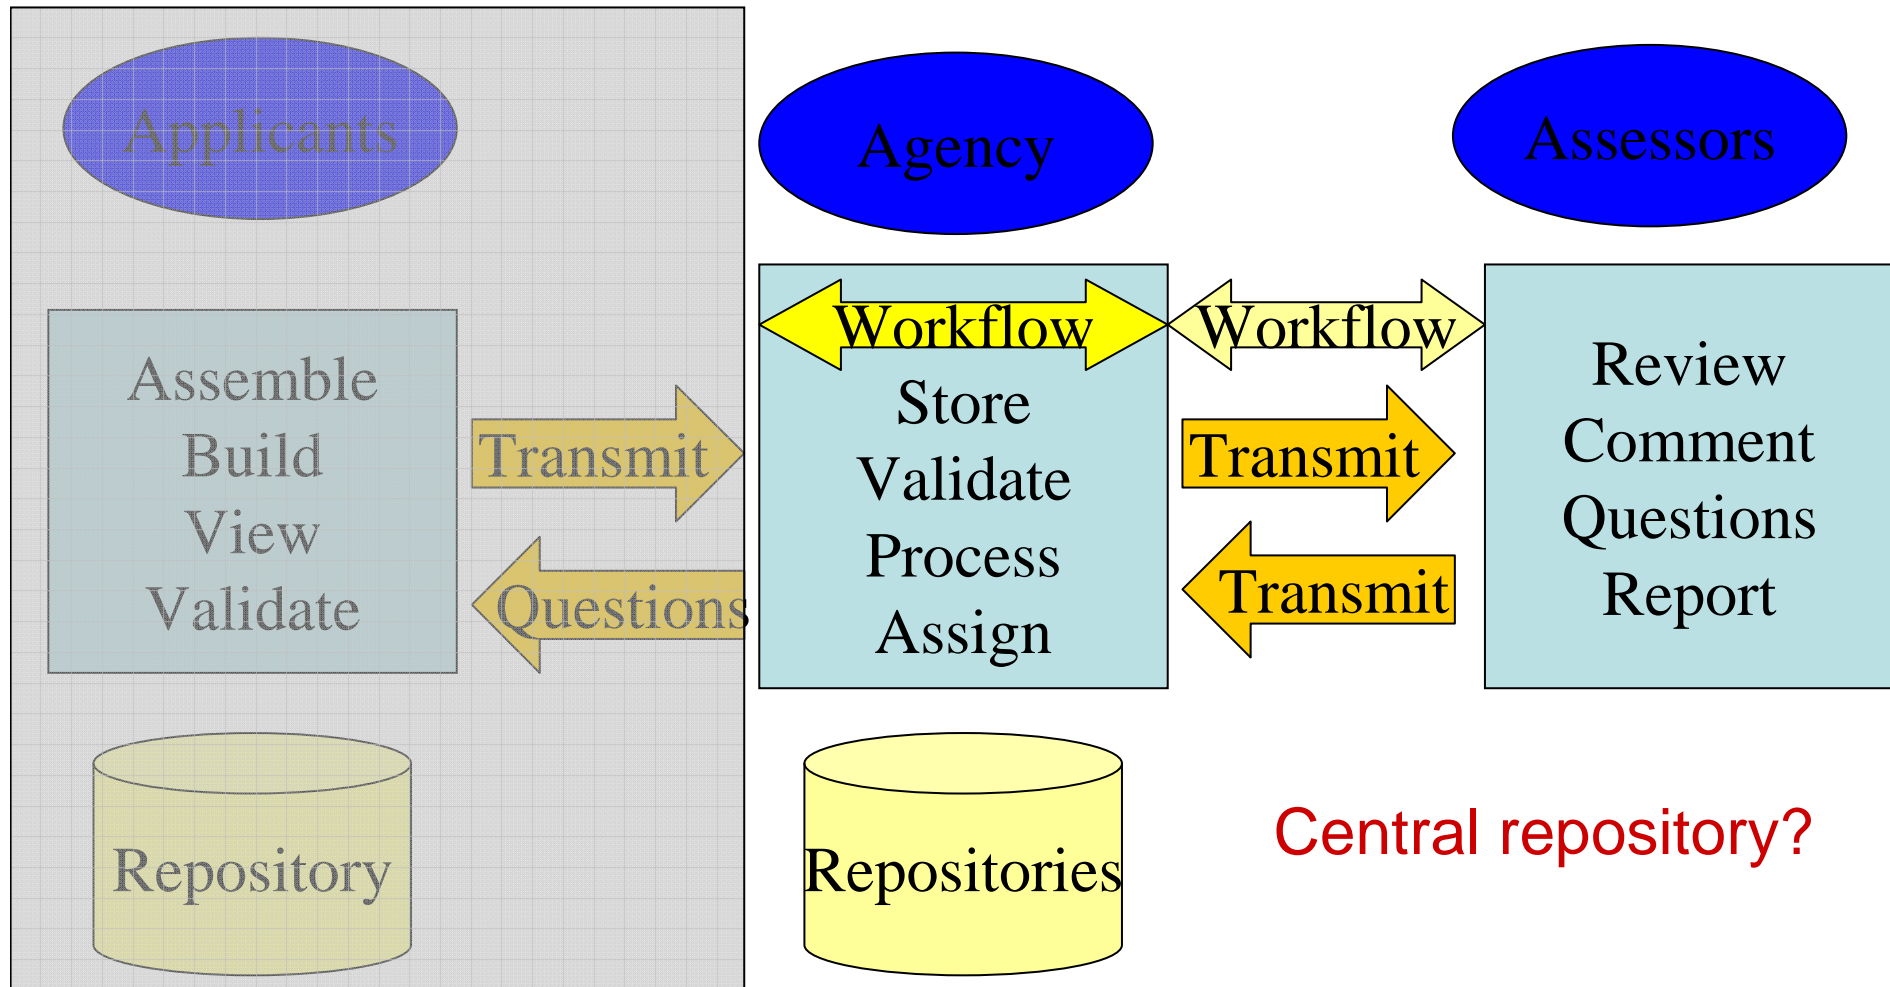 Applicants
Assemble
Build
View
Validate
Transmit
Questions
Repository
Agency
Workflow
Store
Validate
Process
Assign
Repositories
Workflow
Transmit
Transmit
Assessors
Review
Comment
Questions
Report
Central repository?